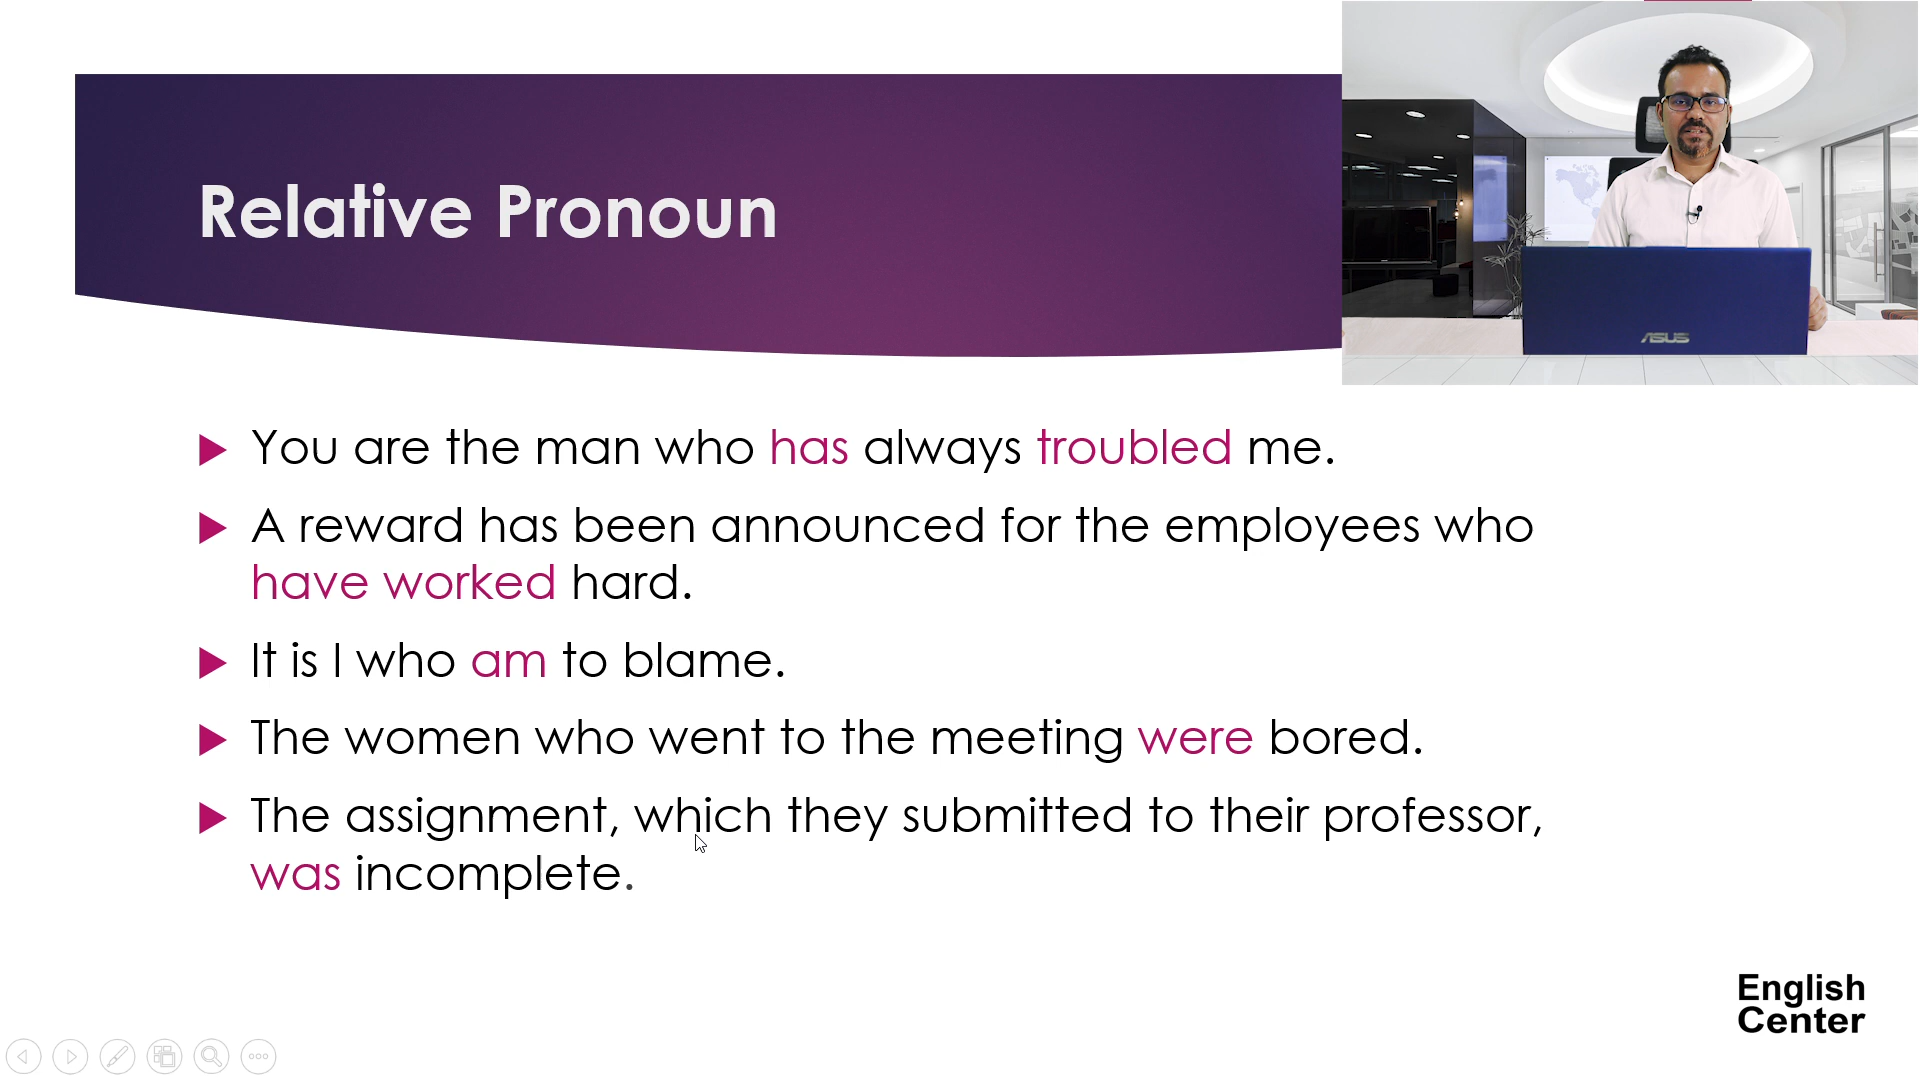 Relative Pronoun
ASUS
You are the man who has always troubled me.
A reward has been announced for the employees who
have worked hard.
It is I who am to blame.
The women who went to the meeting were bored.
The assignment, which they submitted to their professor,
was incomplete.
English
Center